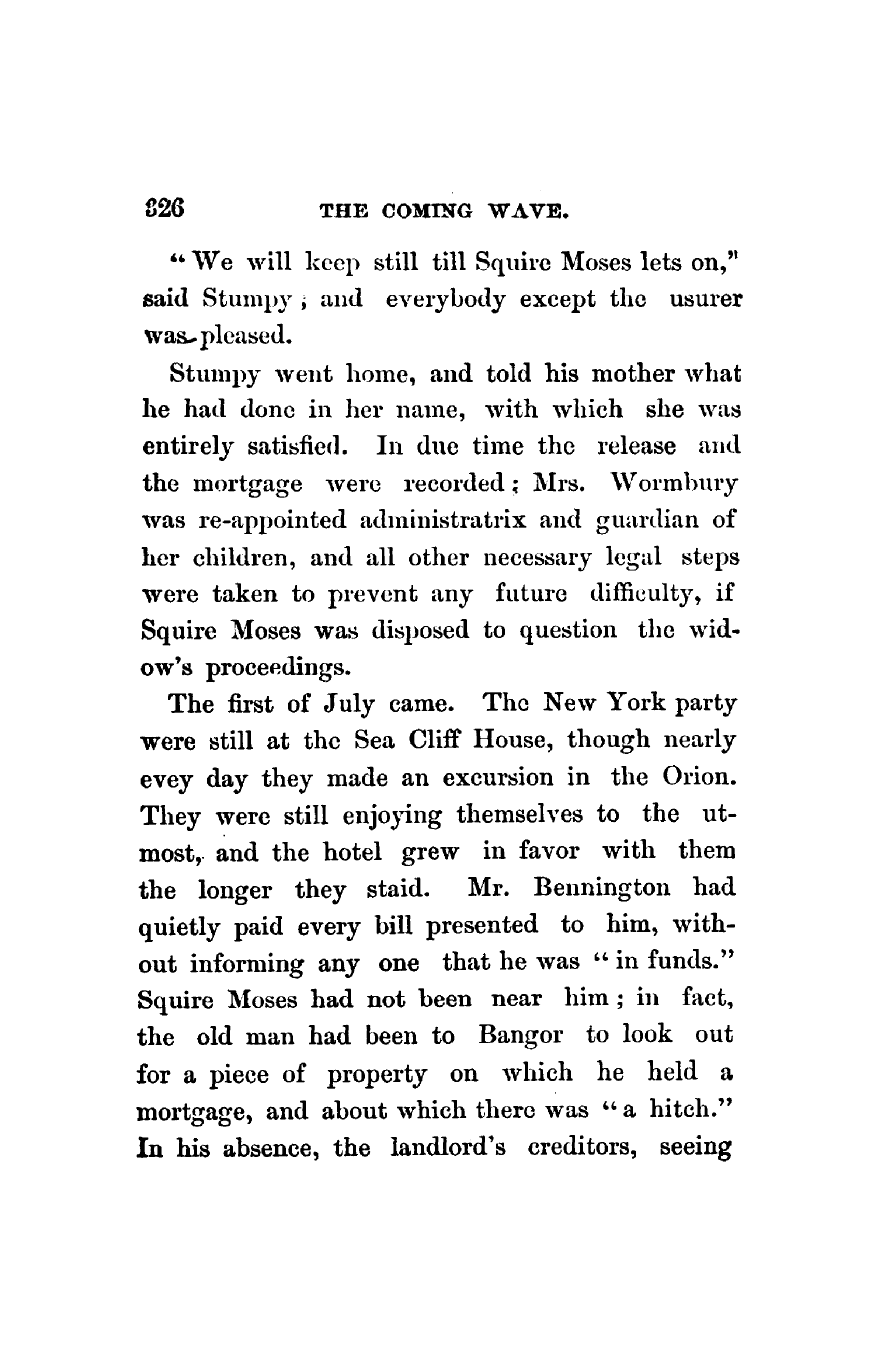 326 THE COMING WAVE.
“We will keep still till Squire Moses lets on,”
said Stumpy; and everybody except the usurer
was pleased.
Stumpy went home, and told his mother what
he had done in her name, with which she was
entirely satisfied. In due time the release and
the mortgage were recorded; Mrs. Wormbury
was re-appointed administratrix and guardian of
her children, and all other necessary legal steps
were taken to prevent any future difficulty, if
Squire Moses was disposed to question the wid-
ow’s proceedings.
The first of July came. The New York party
were still at the Sea Cliff House, though nearly
evey day they made an excursion in the Orion.
They were still enjoying themselves to the ut-
most, and the hotel grew in favor with them
the longer they staid. Mr. Bennington had
quietly paid every bill presented to him, with-
out informing any one that he was “in funds.”
Squire Moses had not been near him; in fact,
the old man had been to Bangor to look out
for a piece of property on which he held a
mortgage, and about which there was “a hitch.”
In his absence, the landlord’s creditors, seeing